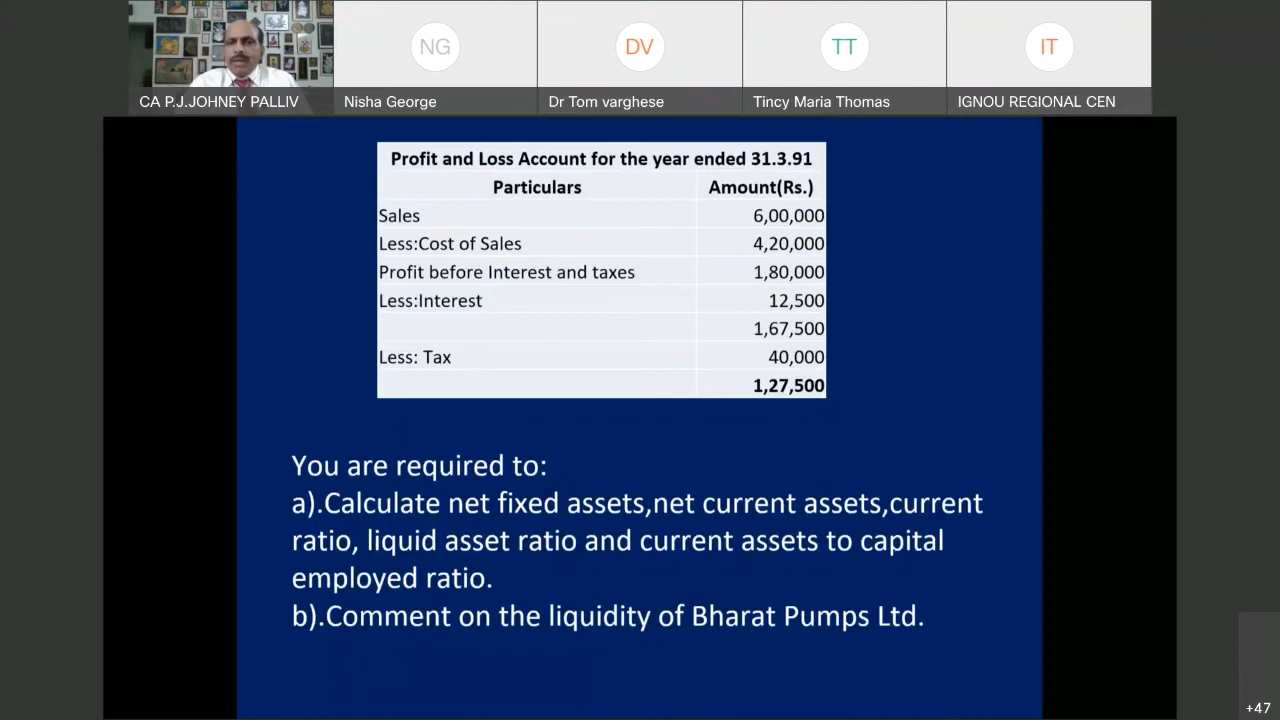 NG
DV
TT
IT
CA P.J.JOHNEY PALLIV
Nisha George
Dr Tom varghese
Tincy Maria Thomas
IGNOU REGIONAL CEN
Profit and Loss Account for the year ended 31.3.91
Particulars Amount(Rs.)
Sales 6,00,000
Less:Cost of Sales 4,20,000
Profit before Interest and taxes 1,80,000
Less:Interest 12,500
1,67,500
Less: Tax 40,000
1,27,500
You are required to:
a).Calculate net fixed assets,net current assets,current
ratio, liquid asset ratio and current assets to capital
employed ratio.
b).Comment on the liquidity of Bharat Pumps Ltd.
+47